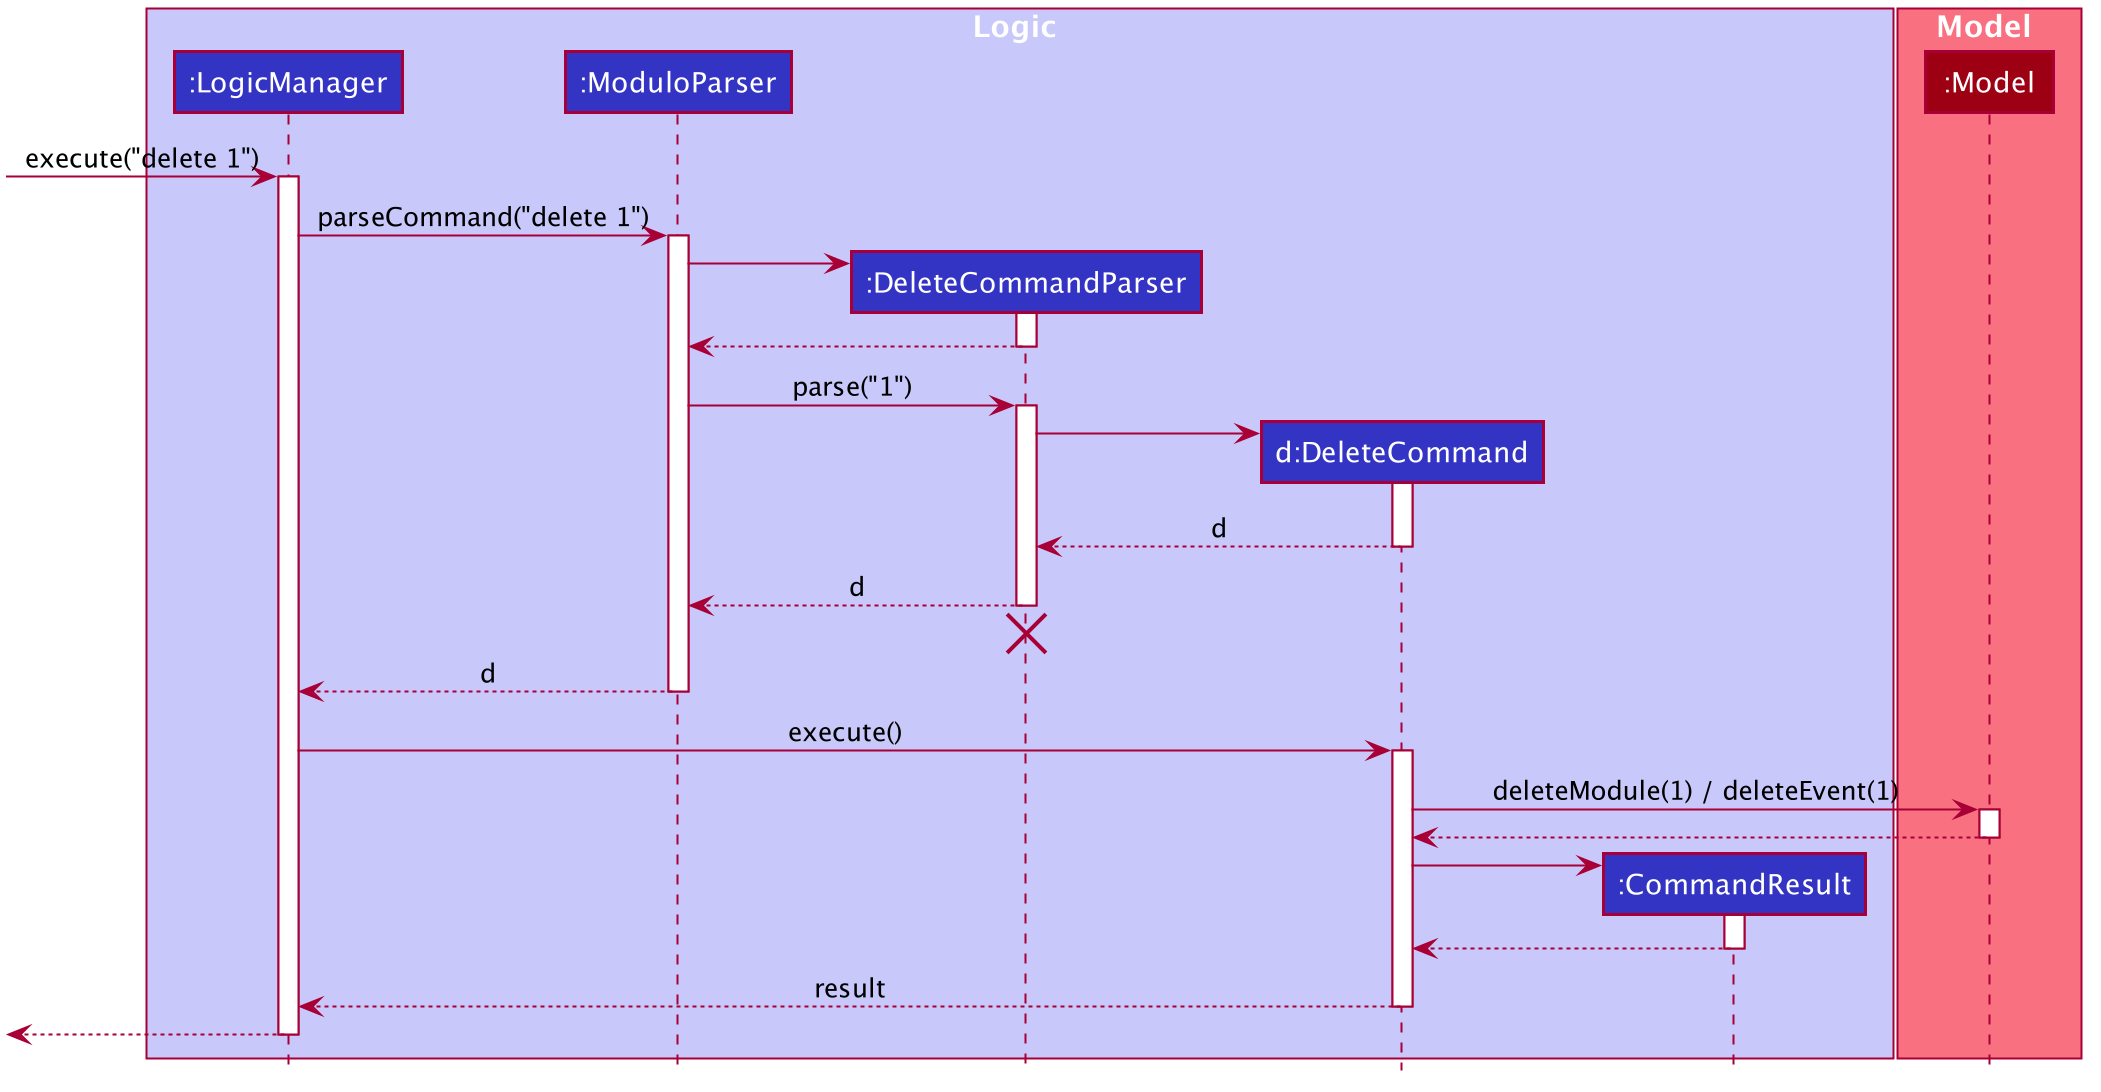 Logic
Model
:LogicManager
:ModuloParser
:Model
execute("delete 1")
parseCommand("delete 1")
:DeleteCommandParser
parse("1")
d:DeleteCommand
d
d
d
execute()
deleteModule(1) / deleteEvent(1)
:CommandResult
result